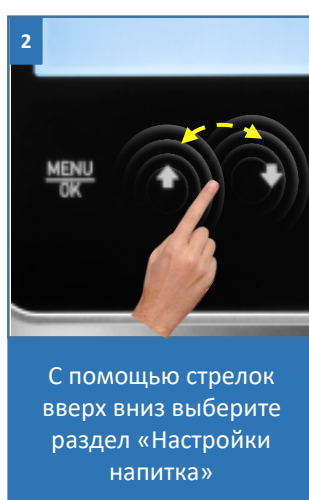 2
MENU
OK
С помощью стрелок
вверх вниз выберите
раздел «Настройки
напитка»